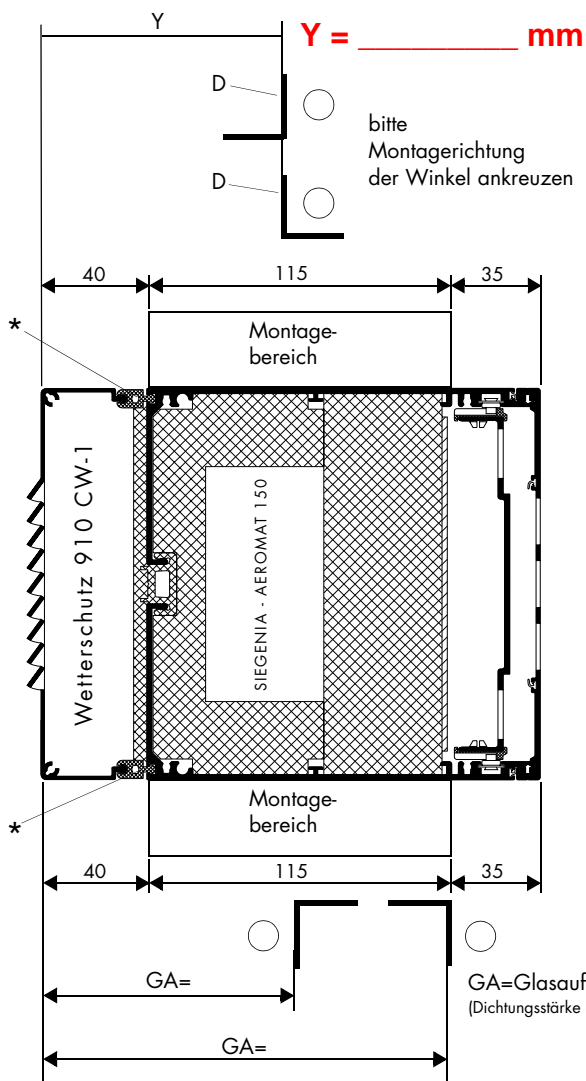 Y
Y = _________ mm
D
bitte
Montagerichtung
der Winkel ankreuzen
D
40
115
35
*
Montage-
bereich
Wetterschutz 910 CW-1
SIEGENIA - AEROMAT 150
*
Montage-
bereich
40
115
35
GA=
GA=Glasauf
(Dichtungsstärke
GA=